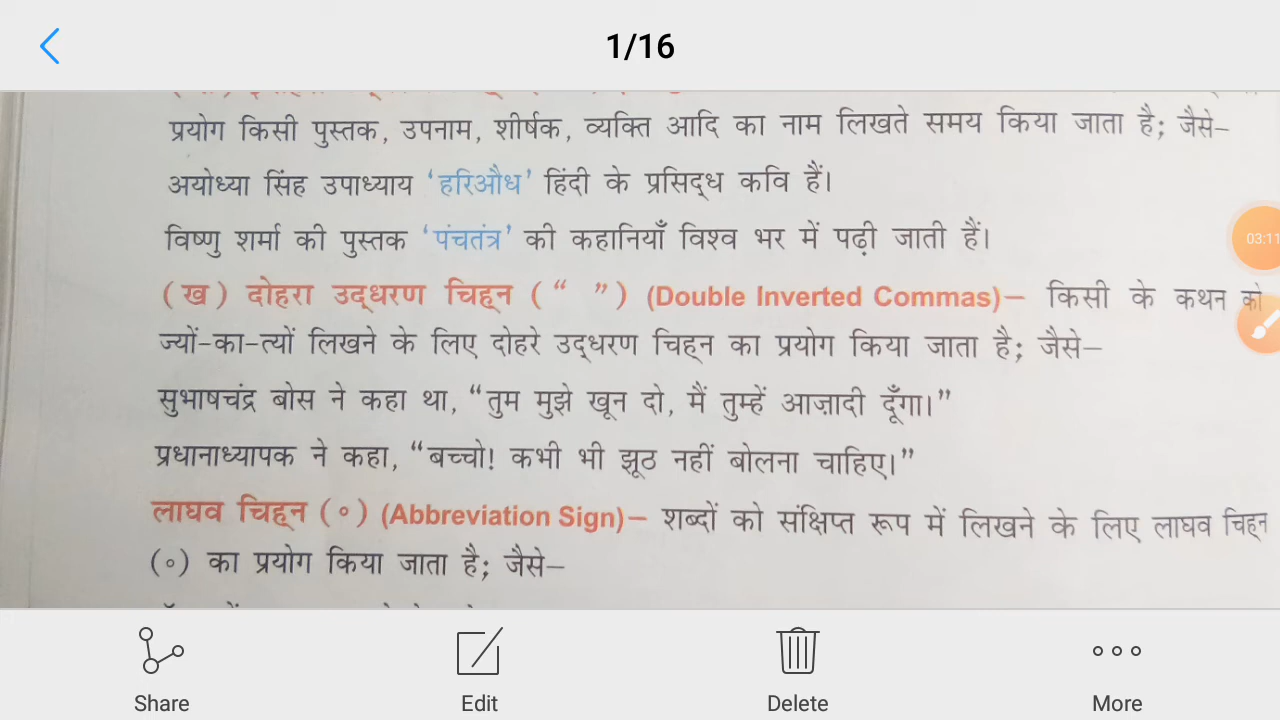 1/16
प्रयोग किसी पुस्तक, उपनाम, शीर्षक, व्यक्ति आदि का नाम लिखते समय किया जाता है; जैसे–
अयोध्या सिंह उपाध्याय ‘हरिऔध’ हिंदी के प्रसिद्ध कवि हैं।
विष्णु शर्मा की पुस्तक ‘पंचतंत्र’ की कहानियाँ विश्व भर में पढ़ी जाती हैं।
03:11
(ख) दोहरा उद्धरण चिह्न (“ ”) (Double Inverted Commas)– किसी के कथन को
ज्यों-का-त्यों लिखने के लिए दोहरे उद्धरण चिह्न का प्रयोग किया जाता है; जैसे–
सुभाषचंद्र बोस ने कहा था, “तुम मुझे खून दो, मैं तुम्हें आज़ादी दूँगा।”
प्रधानाध्यापक ने कहा, “बच्चो! कभी भी झूठ नहीं बोलना चाहिए।”
लाघव चिह्न (०) (Abbreviation Sign)– शब्दों को संक्षिप्त रूप में लिखने के लिए लाघव चिह्न
(०) का प्रयोग किया जाता है; जैसे–
Share Edit Delete More